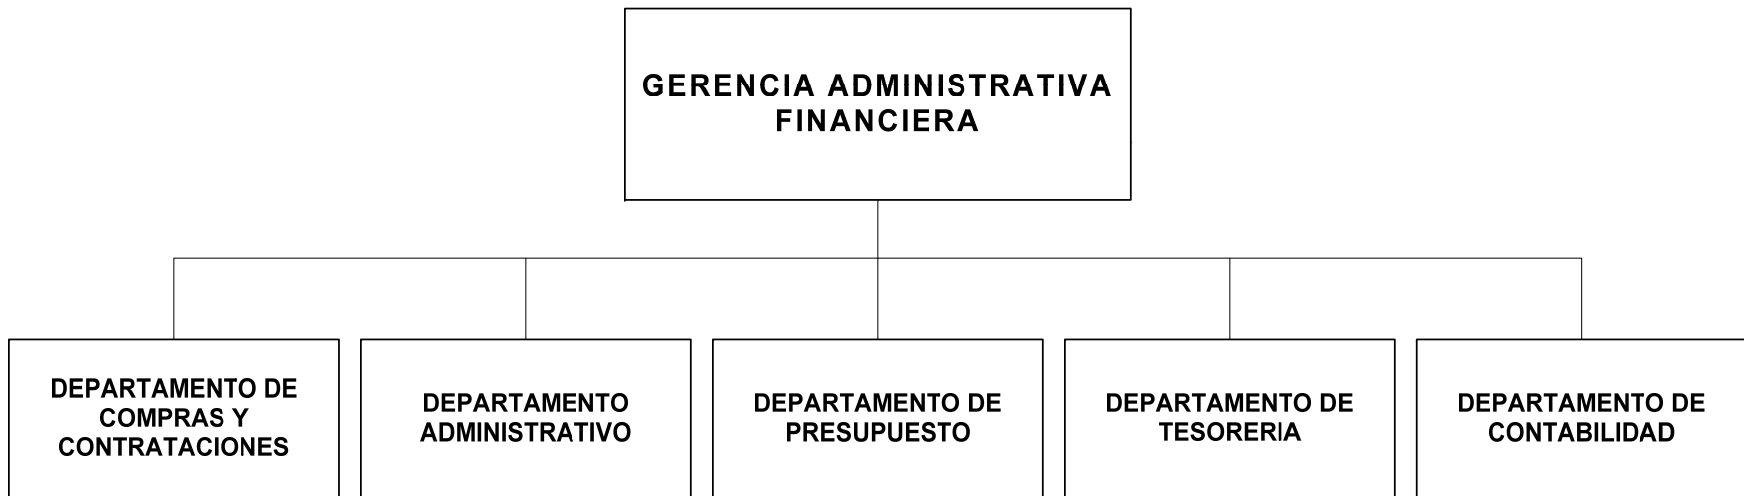 GERENCIA ADMINISTRATIVA
FINANCIERA
DEPARTAMENTO DE
COMPRAS Y
CONTRATACIONES
DEPARTAMENTO
ADMINISTRATIVO
DEPARTAMENTO DE
PRESUPUESTO
DEPARTAMENTO DE
TESORERIA
DEPARTAMENTO DE
CONTABILIDAD